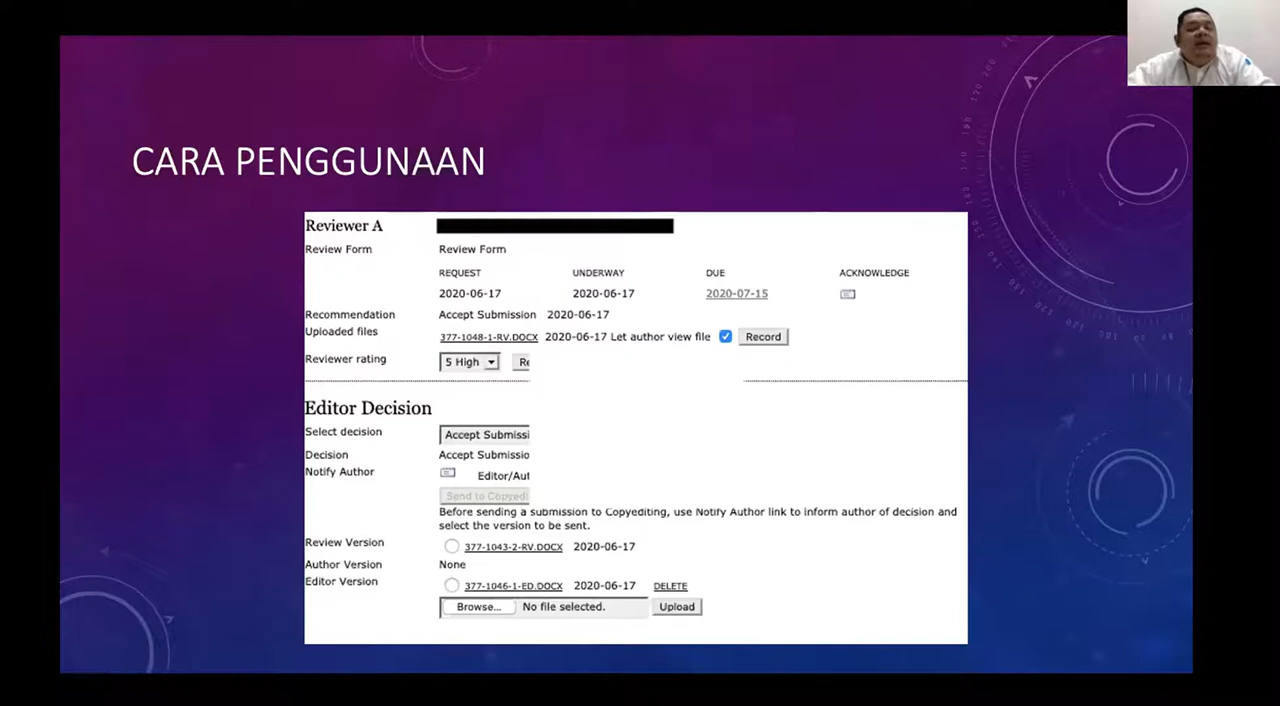 CARA PENGGUNAAN
Reviewer A
Review Form Review Form
REQUEST UNDERWAY DUE ACKNOWLEDGE
2020-06-17 2020-06-17 2020-07-15
Recommendation Accept Submission 2020-06-17
Uploaded files 377-1048-1-RV.DOCX 2020-06-17 Let author view file Record
Reviewer rating 5 High Re
Editor Decision
Select decision Accept Submissi
Decision Accept Submissio
Notify Author Editor/Aut
Send to Copyedi
Before sending a submission to Copyediting, use Notify Author link to inform author of decision and
select the version to be sent.
Review Version 377-1043-2-RV.DOCX 2020-06-17
Author Version None
Editor Version 377-1046-1-ED.DOCX 2020-06-17 DELETE
Browse... No file selected. Upload